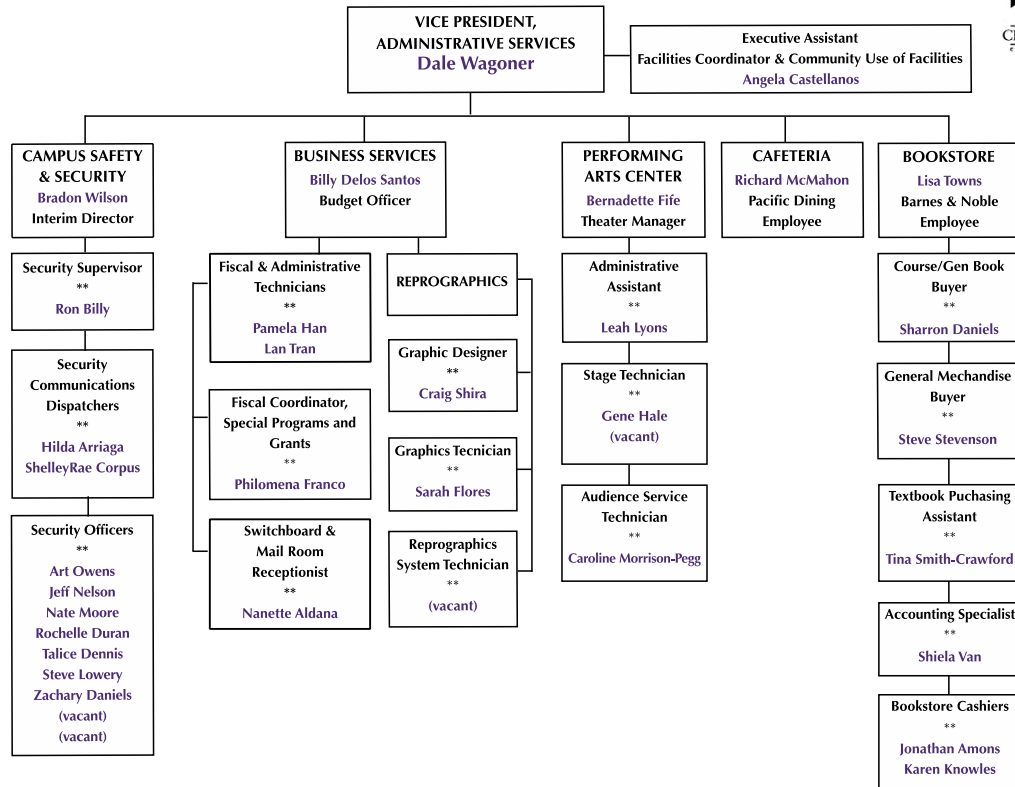 VICE PRESIDENT,
ADMINISTRATIVE SERVICES
Dale Wagoner
Executive Assistant
Facilities Coordinator & Community Use of Facilities
Angela Castellanos
CAMPUS SAFETY
& SECURITY
Bradon Wilson
Interim Director
Security Supervisor
**
Ron Billy
Security
Communications
Dispatchers
**
Hilda Arriaga
ShelleyRae Corpus
Security Officers
**
Art Owens
Jeff Nelson
Nate Moore
Rochelle Duran
Talice Dennis
Steve Lowery
Zachary Daniels
(vacant)
(vacant)
BUSINESS SERVICES
Billy Delos Santos
Budget Officer
Fiscal & Administrative
Technicians
**
Pamela Han
Lan Tran
Fiscal Coordinator,
Special Programs and
Grants
**
Philomena Franco
Switchboard &
Mail Room
Receptionist
**
Nanette Aldana
REPROGRAPHICS
Graphic Designer
**
Craig Shira
Graphics Tecnician
**
Sarah Flores
Reprographics
System Technician
**
(vacant)
PERFORMING
ARTS CENTER
Bernadette Fife
Theater Manager
Administrative
Assistant
**
Leah Lyons
Stage Technician
**
Gene Hale
(vacant)
Audience Service
Technician
**
Caroline Morrison-Pegg
CAFETERIA
Richard McMahon
Pacific Dining
Employee
BOOKSTORE
Lisa Towns
Barnes & Noble
Employee
Course/Gen Book
Buyer
**
Sharron Daniels
General Mechandise
Buyer
**
Steve Stevenson
Textbook Puchasing
Assistant
**
Tina Smith-Crawford
Accounting Specialist
**
Shiela Van
Bookstore Cashiers
**
Jonathan Amons
Karen Knowles